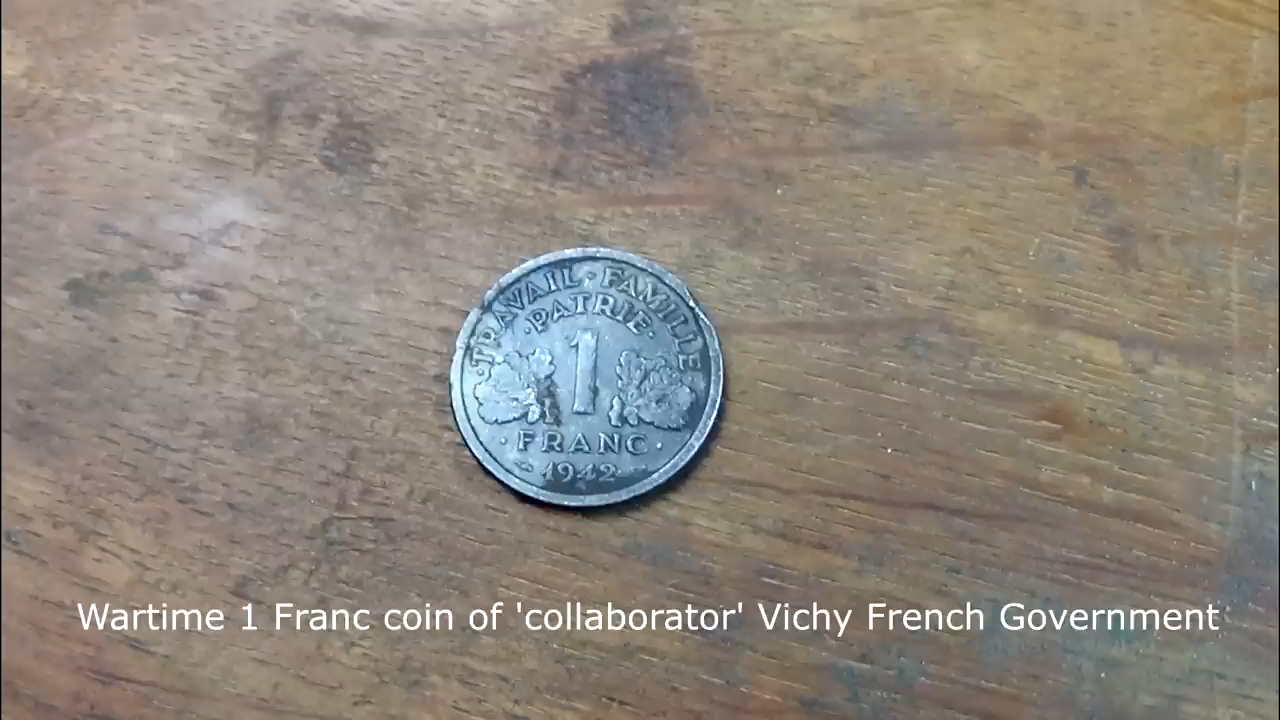 ·TRAVAIL·FAMILLE
·PATRIE·
1
·FRANC·
1942
Wartime 1 Franc coin of 'collaborator' Vichy French Government